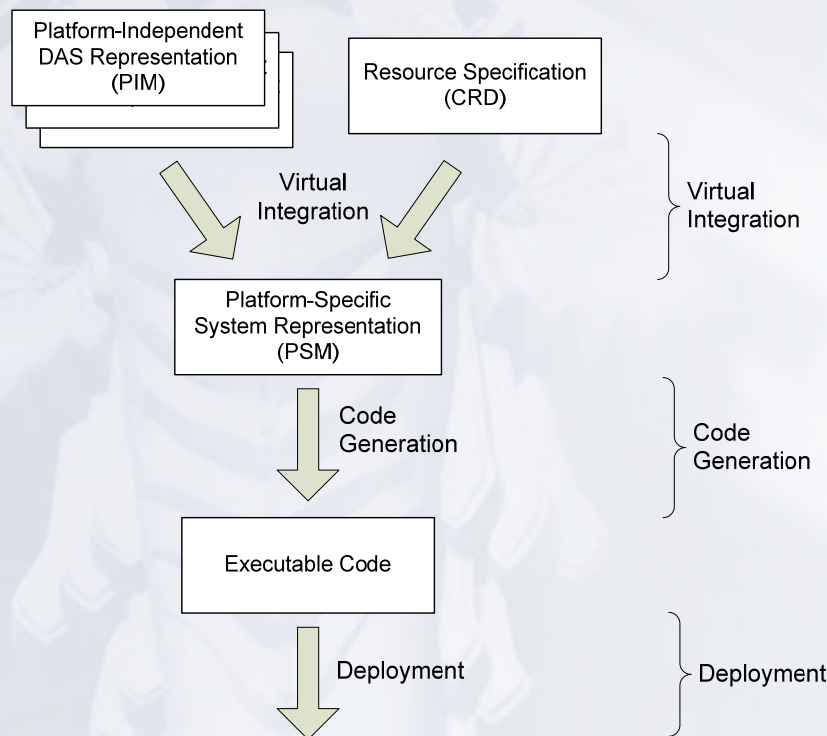 Platform-Independent
DAS Representation
(PIM)
Resource Specification
(CRD)
Virtual
Integration
Virtual
Integration
Platform-Specific
System Representation
(PSM)
Code
Generation
Code
Generation
Executable Code
Deployment
Deployment